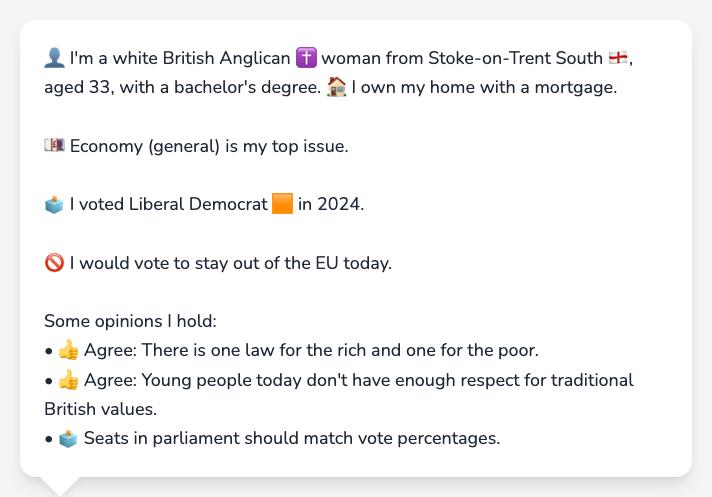 👤 I'm a white British Anglican ✝️ woman from Stoke-on-Trent South 🏴󠁧󠁢󠁥󠁮󠁧󠁿,
aged 33, with a bachelor's degree. 🏠 I own my home with a mortgage.
💷 Economy (general) is my top issue.
🗳️ I voted Liberal Democrat 🟧 in 2024.
🚫 I would vote to stay out of the EU today.
Some opinions I hold:
• 👍 Agree: There is one law for the rich and one for the poor.
• 👍 Agree: Young people today don't have enough respect for traditional
British values.
• 🗳️ Seats in parliament should match vote percentages.